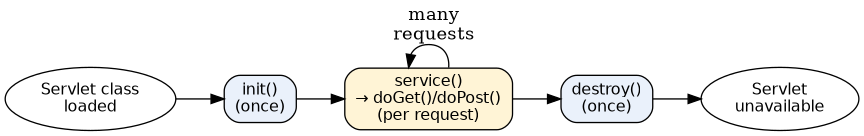 many
requests
Servlet class
loaded
init()
(once)
service()
→ doGet()/doPost()
(per request)
destroy()
(once)
Servlet
unavailable